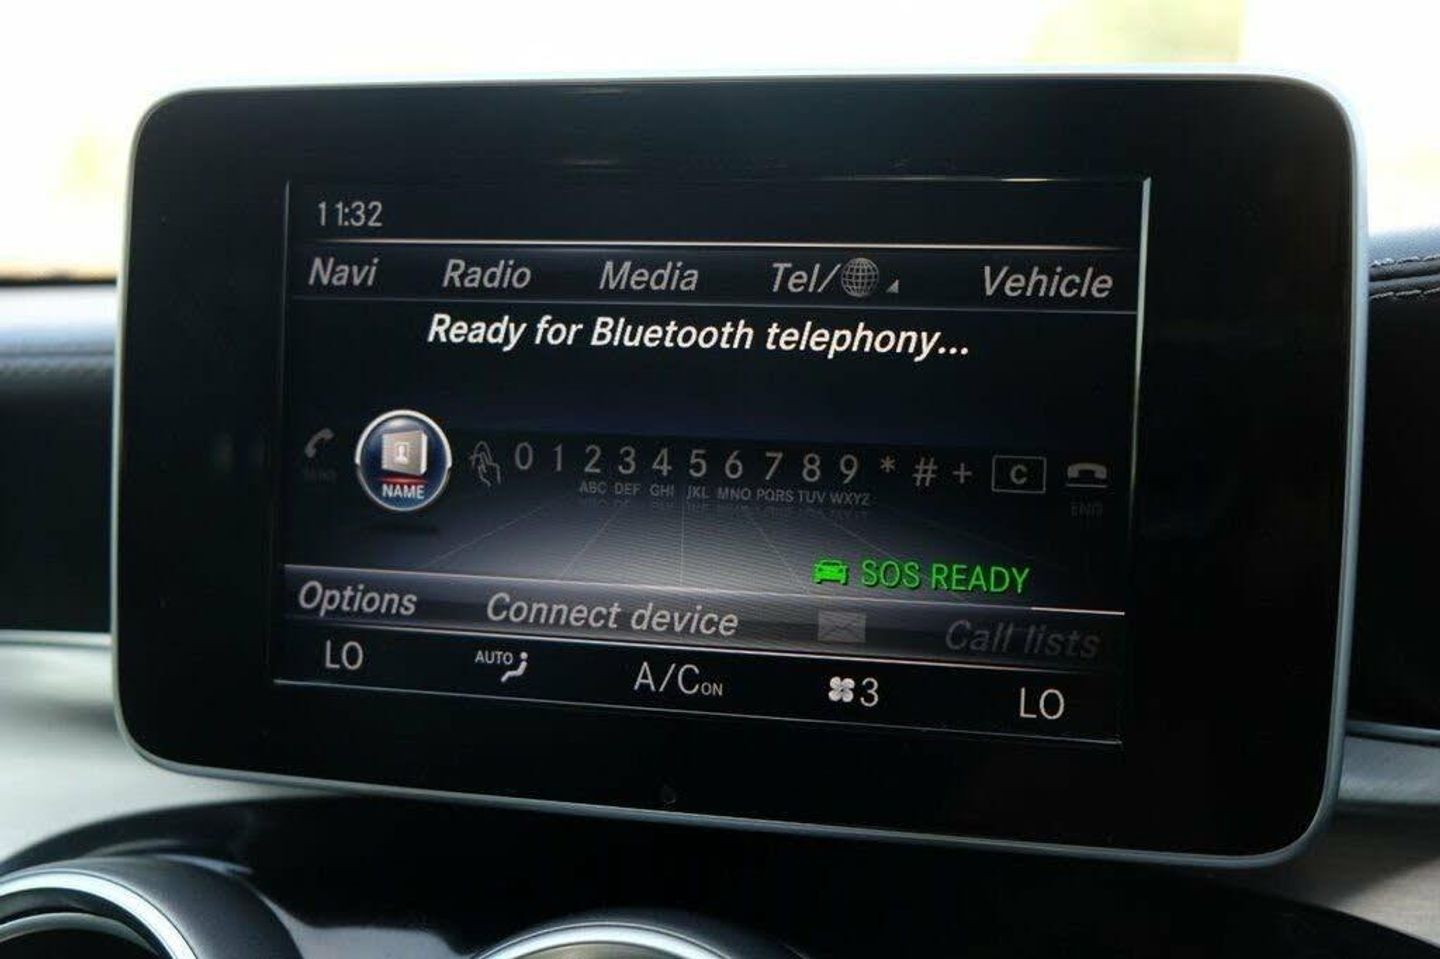 11:32
Navi Radio Media Tel/ Vehicle
Ready for Bluetooth telephony...
NAME 0 1 2 3 4 5 6 7 8 9 * # + C
ABC DEF GHI JKL MNO PQRS TUV WXYZ
END
SOS READY
Options Connect device Call lists
LO AUTO A/C ON 3 LO